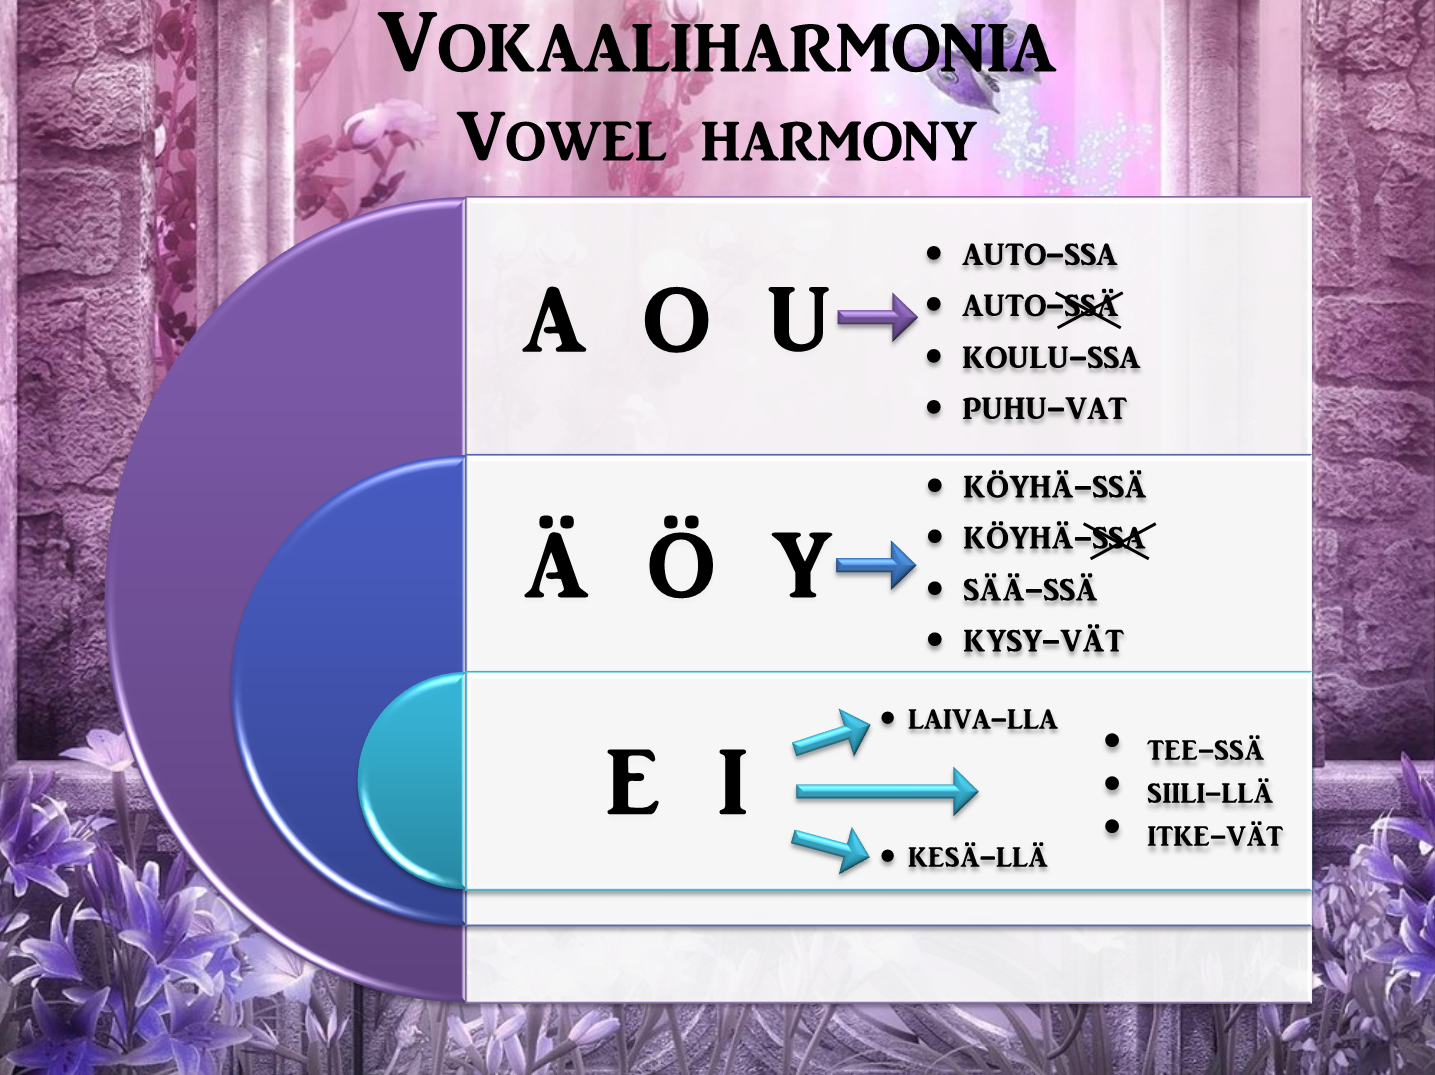 VOKAALIHARMONIA
VOWEL HARMONY
A O U
• AUTO-SSA
• AUTO-SSÄ
• KOULU-SSA
• PUHU-VAT
Ä Ö Y
• KÖYHÄ-SSÄ
• KÖYHÄ-SSA
• SÄÄ-SSÄ
• KYSY-VÄT
E I
• LAIVA-LLA
• KESÄ-LLÄ
• TEE-SSÄ
• SIILI-LLÄ
• ITKE-VÄT